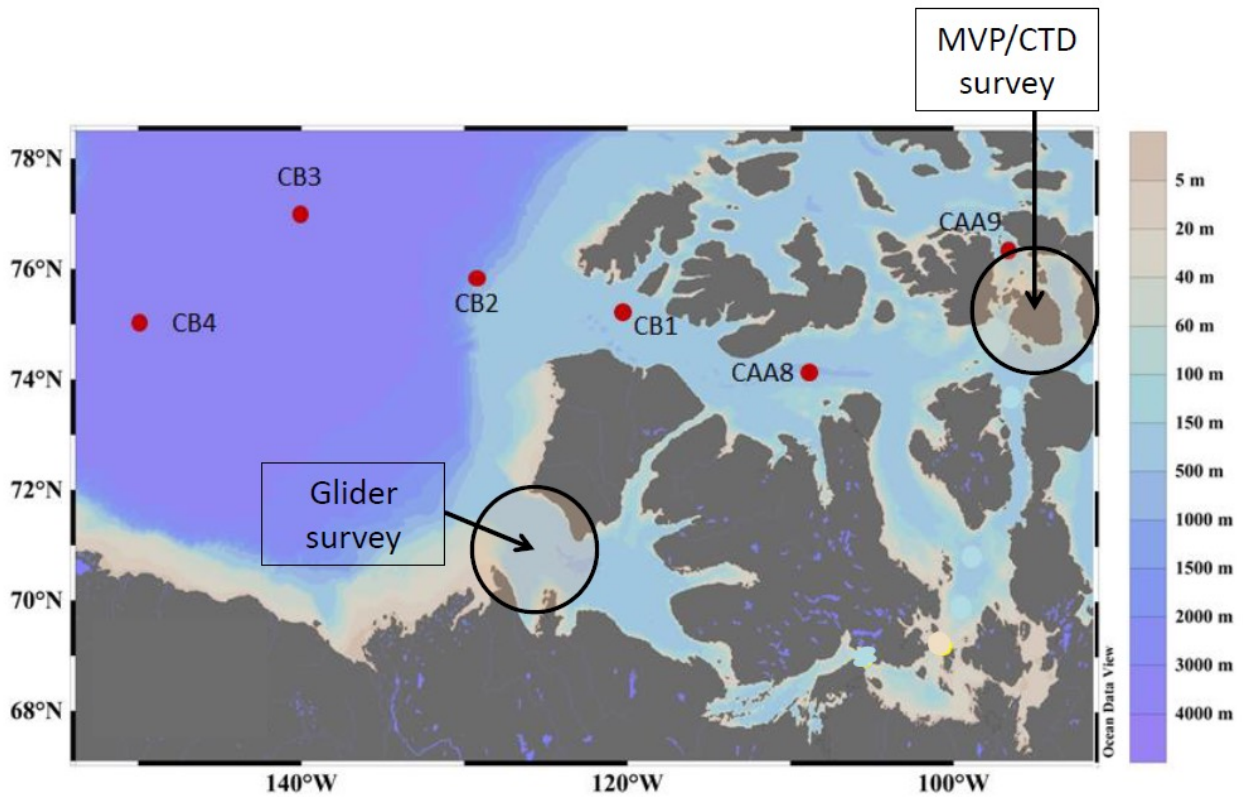 MVP/CTD
survey
78°N
76°N
74°N
72°N
70°N
68°N
CB3
CAA9
CB2
CB1
CB4
CAA8
Glider
survey
140°W
120°W
100°W
Ocean Data View
5 m
20 m
40 m
60 m
100 m
150 m
500 m
1000 m
1500 m
2000 m
3000 m
4000 m